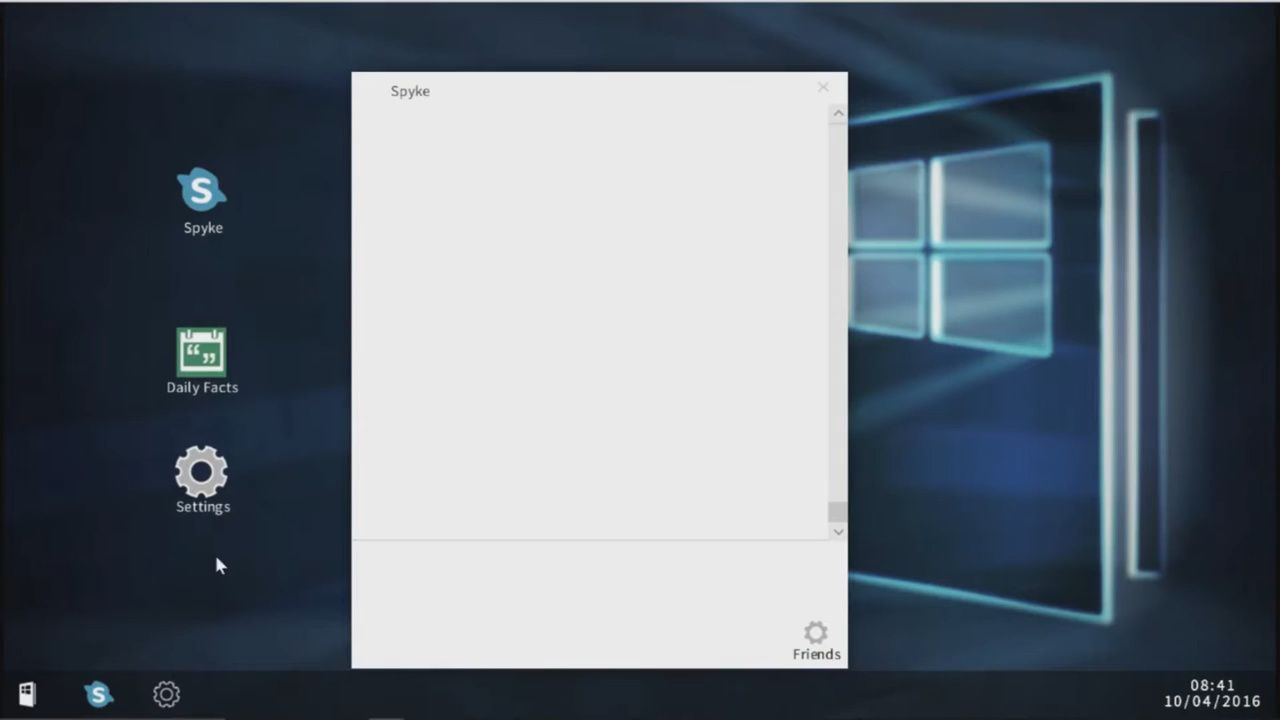 Spyke
S
Spyke
“ ”
Daily Facts
Settings
Friends
S
08:41
10/04/2016